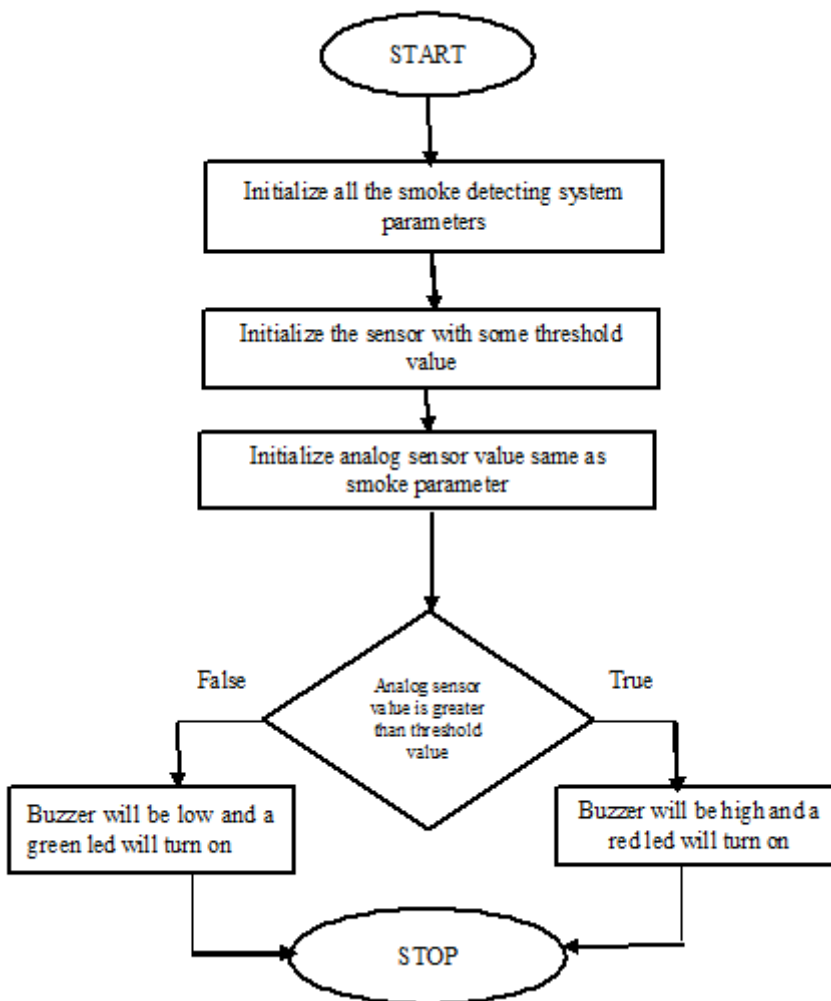 START
Initialize all the smoke detecting system
parameters
Initialize the sensor with some threshold
value
Initialize analog sensor value same as
smoke parameter
False
True
Analog sensor
value is greater
than threshold
value
Buzzer will be low and a
green led will turn on
Buzzer will be high and a
red led will turn on
STOP